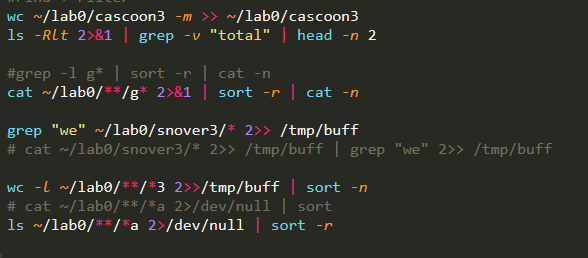 wc ~/lab0/cascoon3 -m >> ~/lab0/cascoon3
ls -Rlt 2>&1 | grep -v "total" | head -n 2
#grep -l g* | sort -r | cat -n
cat ~/lab0/**/g* 2>&1 | sort -r | cat -n
grep "we" ~/lab0/snover3/* 2>> /tmp/buff
# cat ~/lab0/snover3/* 2>> /tmp/buff | grep "we" 2>> /tmp/buff
wc -l ~/lab0/**/*3 2>>/tmp/buff | sort -n
# cat ~/lab0/**/*a 2>/dev/null | sort
ls ~/lab0/**/*a 2>/dev/null | sort -r